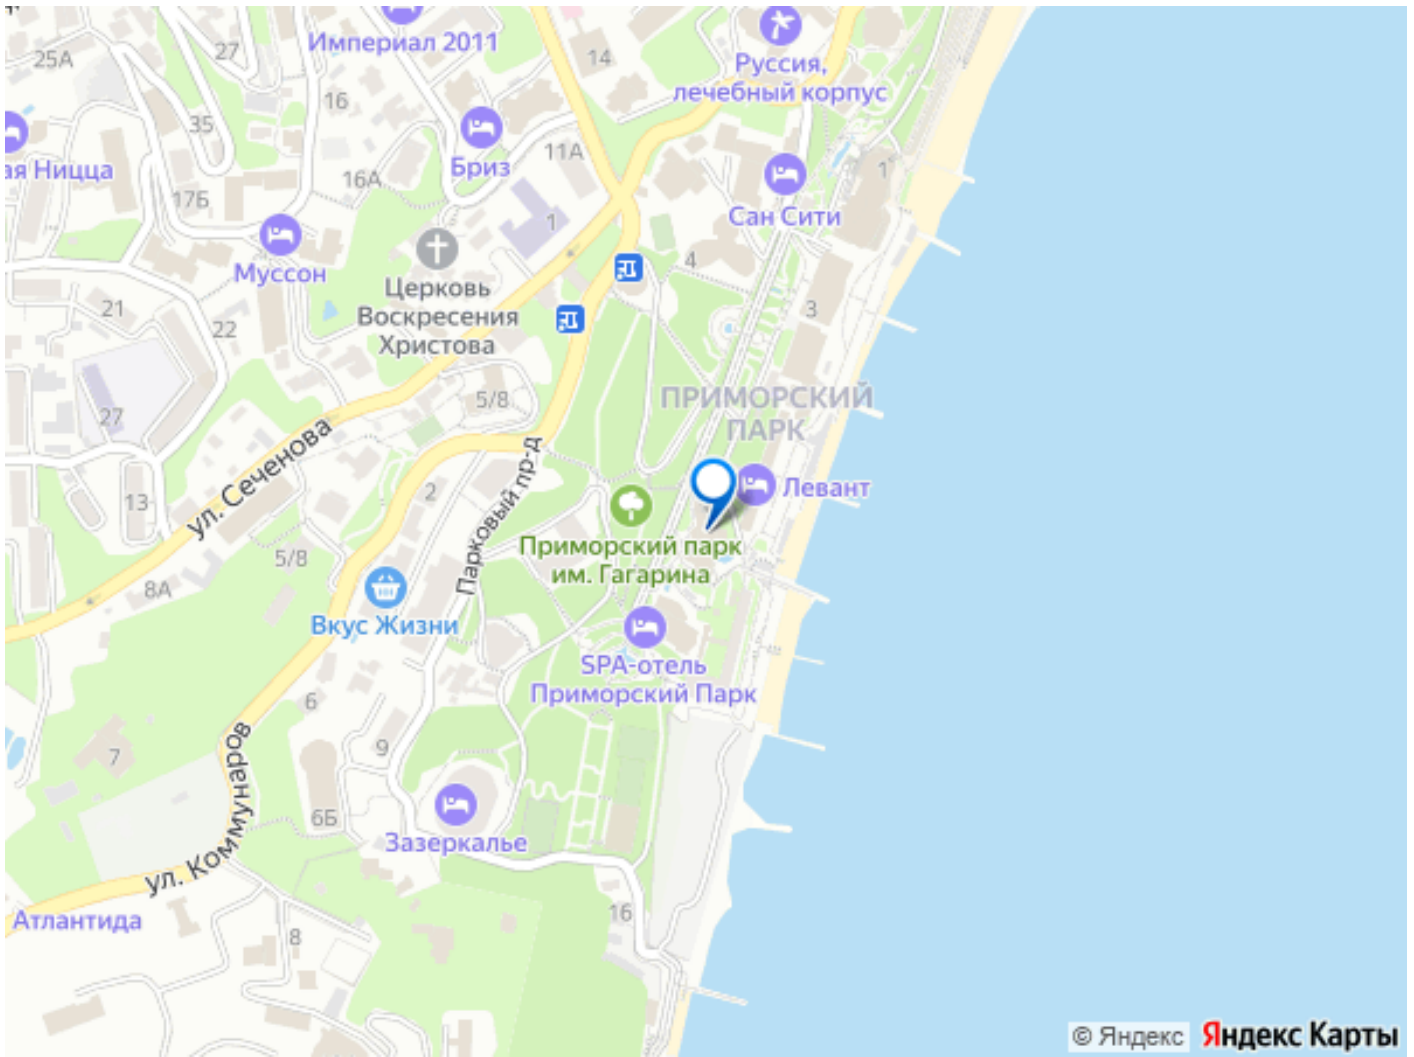 25А
27
Империал 2011
14
Руссия,
лечебный корпус
16
35
ая Ницца
17Б
16А
Бриз
11А
1
Сан Сити
1
Муссон
Церковь
Воскресения
Христова
4
21
22
3
5/8
27
ПРИМОРСКИЙ
ПАРК
ул. Сеченова
13
2
Парковый пр-д
Левант
Приморский парк
им. Гагарина
5/8
8А
Вкус Жизни
SPA-отель
Приморский Парк
6
7
9
6Б
Зазеркалье
ул. Коммунаров
Атлантида
8
16
© Яндекс
Яндекс Карты